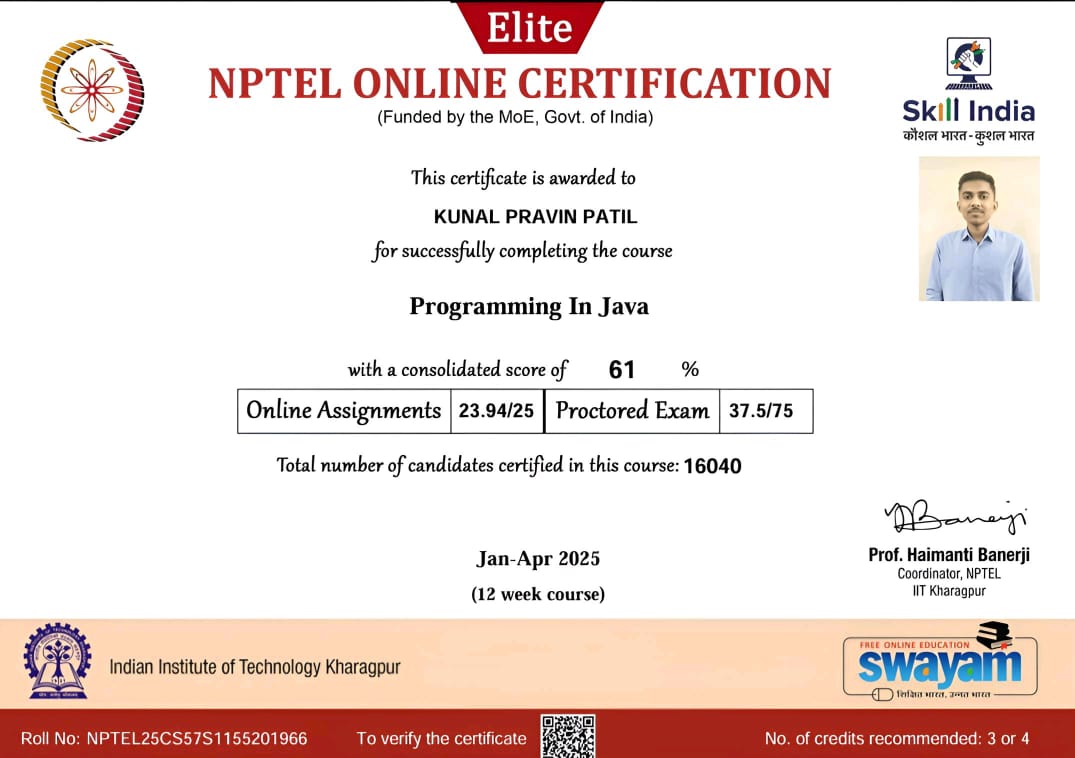 Elite
NPTEL ONLINE CERTIFICATION
(Funded by the MoE, Govt. of India)
Skill India
कौशल भारत - कुशल भारत
This certificate is awarded to
KUNAL PRAVIN PATIL
for successfully completing the course
Programming In Java
with a consolidated score of 61 %
Online Assignments 23.94/25 Proctored Exam 37.5/75
Total number of candidates certified in this course: 16040
Jan-Apr 2025
(12 week course)
Prof. Haimanti Banerji
Coordinator, NPTEL
IIT Kharagpur
Indian Institute of Technology Kharagpur
FREE ONLINE EDUCATION
swayam
शिक्षित भारत, उन्नत भारत
Roll No: NPTEL25CS57S1155201966 To verify the certificate No. of credits recommended: 3 or 4